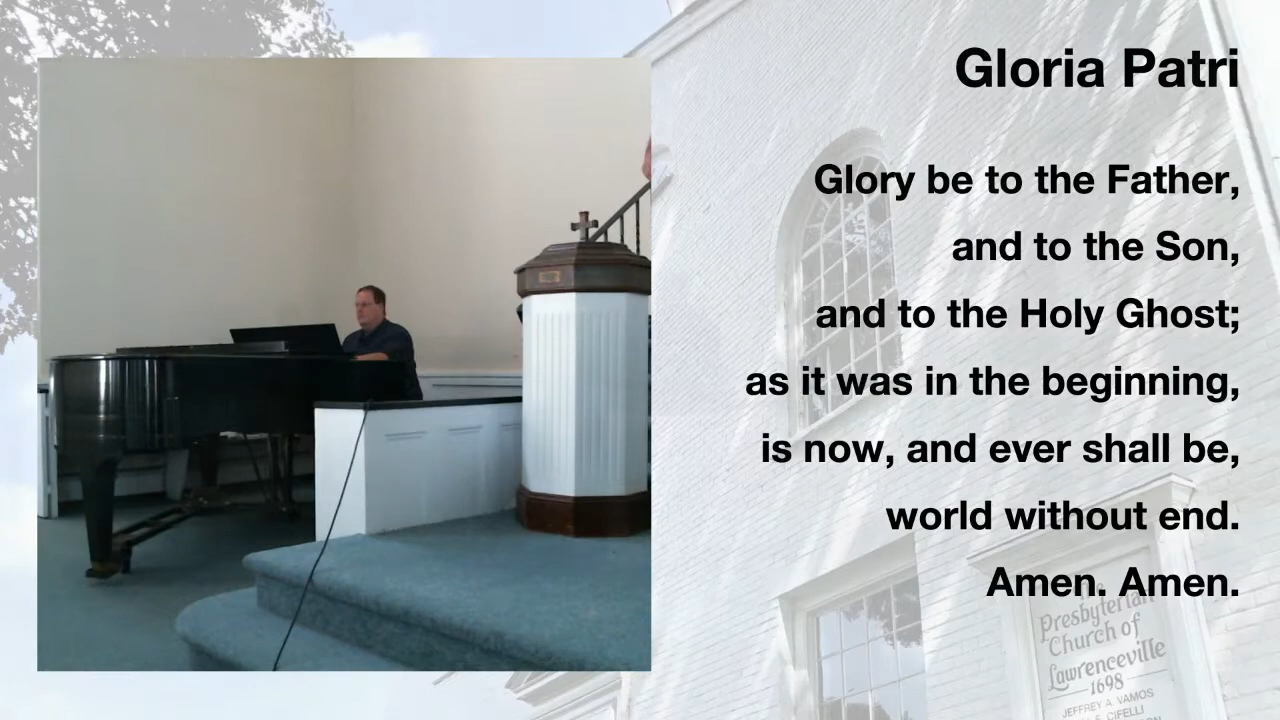 Gloria Patri
Glory be to the Father,
and to the Son,
and to the Holy Ghost;
as it was in the beginning,
is now, and ever shall be,
world without end.
Amen. Amen.
Presbyterian
Church of
Lawrenceville
1698
JEFFREY A. VAMOS
CIFELLI